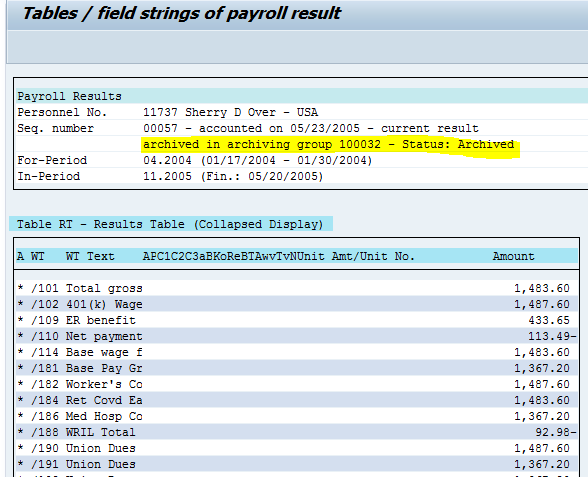 Tables / field strings of payroll result
Payroll Results
Personnel No. 11737 Sherry D Over - USA
Seq. number 00057 - accounted on 05/23/2005 - current result
archived in archiving group 100032 - Status: Archived
For-Period 04.2004 (01/17/2004 - 01/30/2004)
In-Period 11.2005 (Fin.: 05/20/2005)
Table RT - Results Table (Collapsed Display)
A WT WT Text APC1C2C3aBKoReBTAwvTvNUnit Amt/Unit No. Amount
* /101 Total gross 1,483.60
* /102 401(k) Wage 1,487.60
* /109 ER benefit 433.65
* /110 Net payment 113.49-
* /114 Base wage f 1,483.60
* /181 Base Pay Gr 1,367.20
* /182 Worker's Co 1,487.60
* /184 Ret Covd Ea 1,483.60
* /186 Med Hosp Co 1,367.20
* /188 WRIL Total 92.98-
* /190 Union Dues 1,487.60
* /191 Union Dues 1,367.20